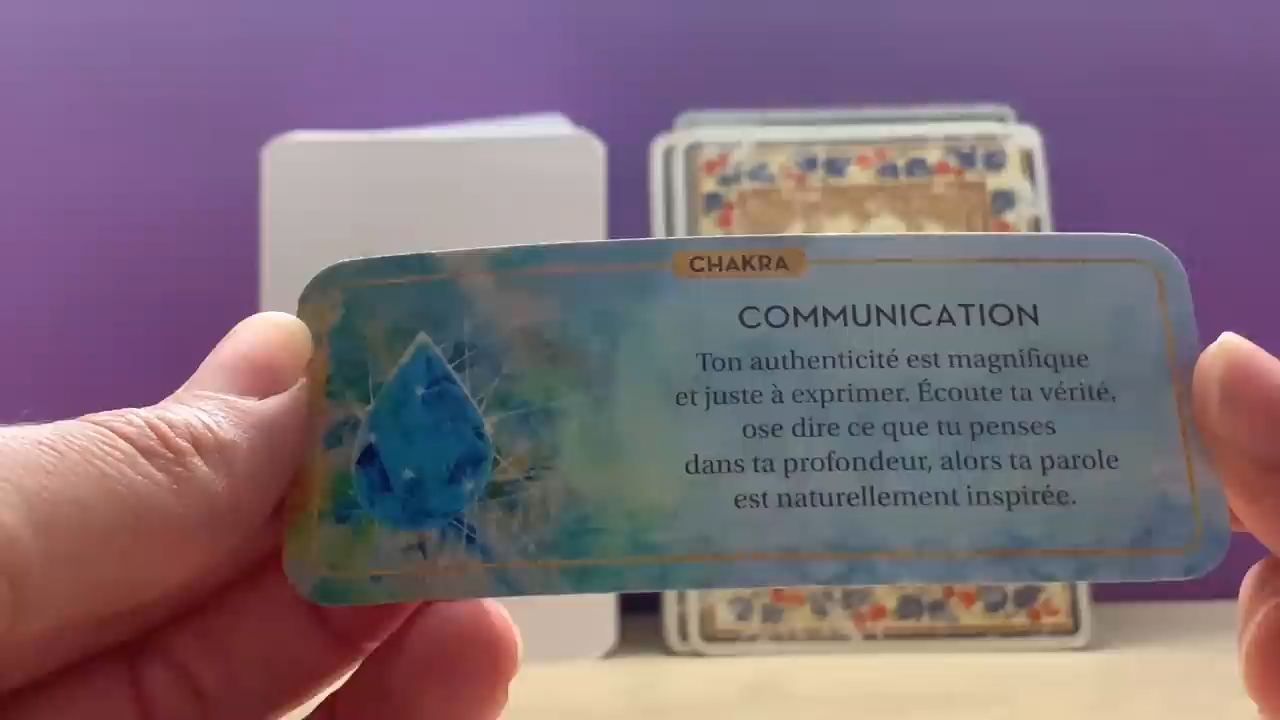 CHAKRA
COMMUNICATION
Ton authenticité est magnifique
et juste à exprimer. Écoute ta vérité,
ose dire ce que tu penses
dans ta profondeur, alors ta parole
est naturellement inspirée.